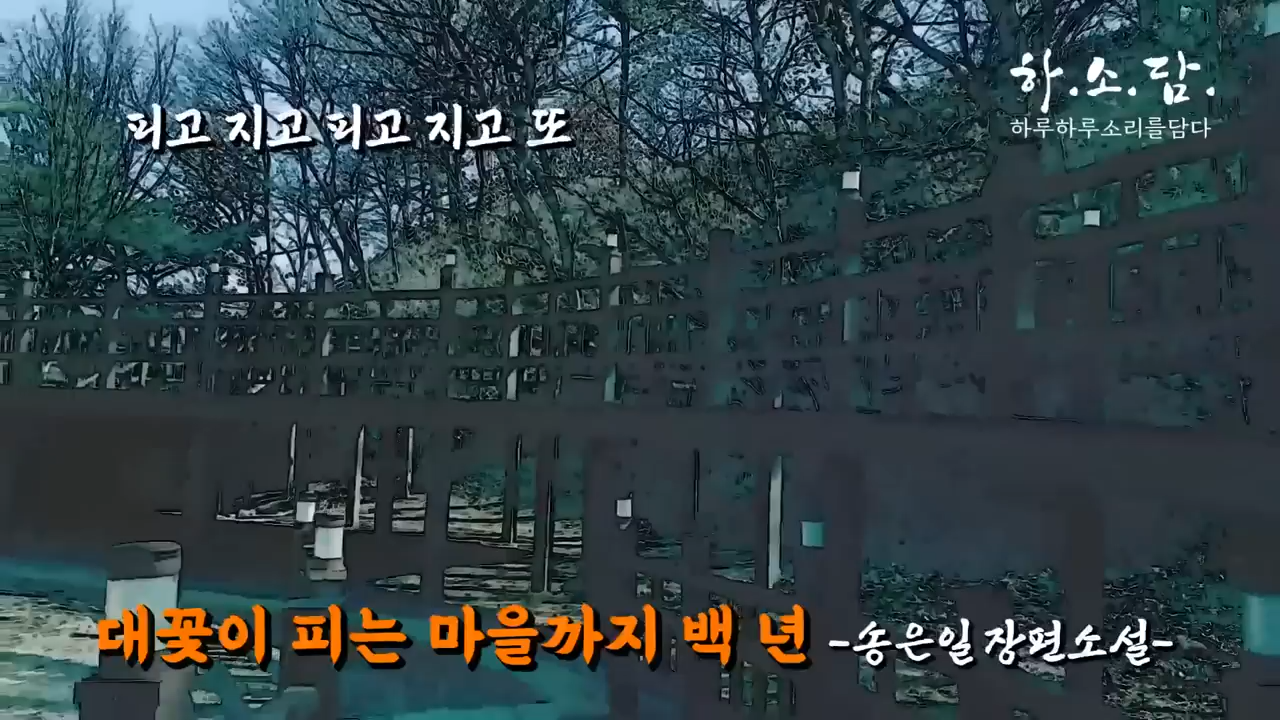 하.소.담.
하루하루소리를담다
피고 지고 피고 지고 또
대꽃이 피는 마을까지 백 년 -송은일 장편소설-